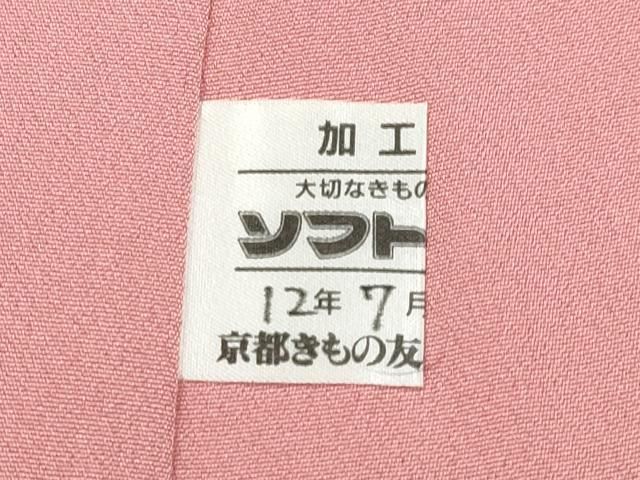 加工
大切なきもの
ソフト
12年7月
京都きもの友